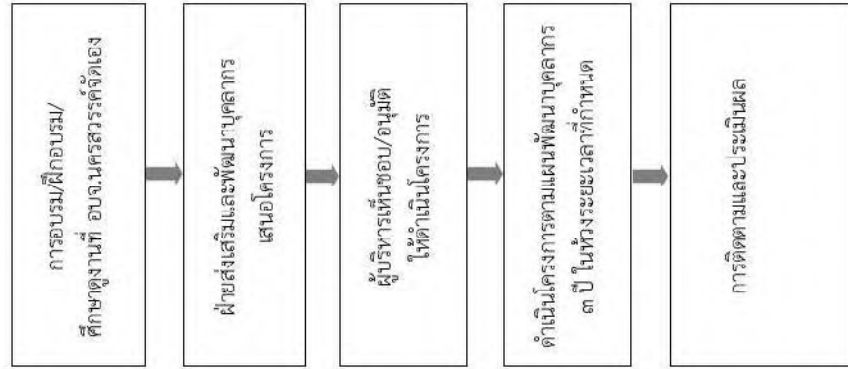 การอบรม/ฝึกอบรม/
ศึกษาดูงานที่ อบจ.นครสวรรค์จัดเอง
ฝ่ายส่งเสริมและพัฒนาบุคลากร
เสนอโครงการ
ผู้บริหารเห็นชอบ/อนุมัติ
ให้ดำเนินโครงการ
ดำเนินโครงการตามแผนพัฒนาบุคลากร
๓ ปี ในห้วงระยะเวลาที่กำหนด
การติดตามและประเมินผล